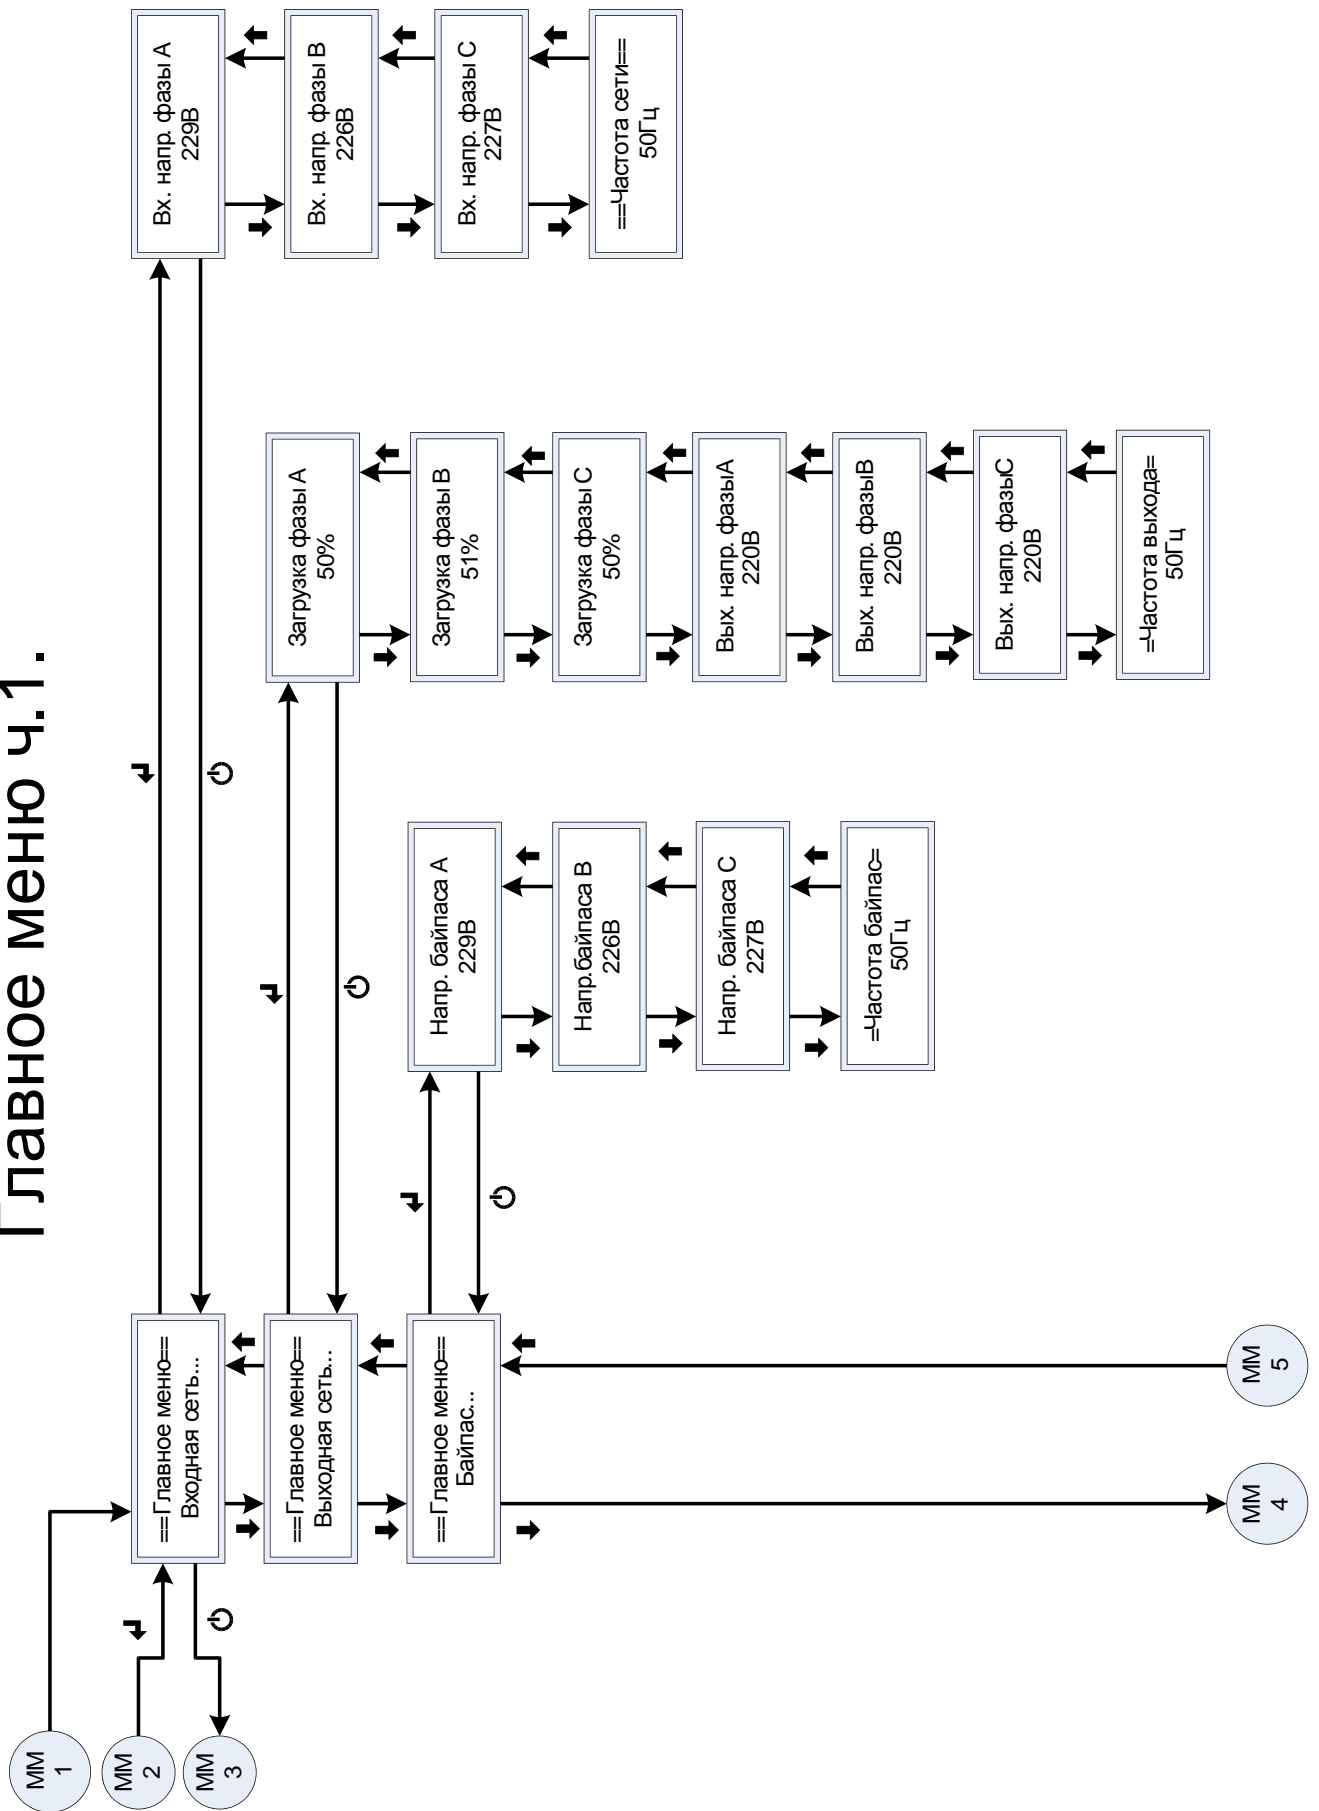 Главное меню ч.1.
ММ
1
ММ
2
ММ
3
==Главное меню==
Входная сеть...
==Главное меню==
Выходная сеть...
==Главное меню==
Байпас...
ММ
4
ММ
5
Напр. байпаса А
229В
Напр.байпаса В
226В
Напр. байпаса С
227В
=Частота байпас=
50Гц
Загрузка фазы А
50%
Загрузка фазы В
51%
Загрузка фазы С
50%
Вых. напр. фазыА
220В
Вых. напр. фазыВ
220В
Вых. напр. фазыС
220В
=Частота выхода=
50Гц
Вх. напр. фазы А
229В
Вх. напр. фазы В
226В
Вх. напр. фазы С
227В
==Частота сети==
50Гц